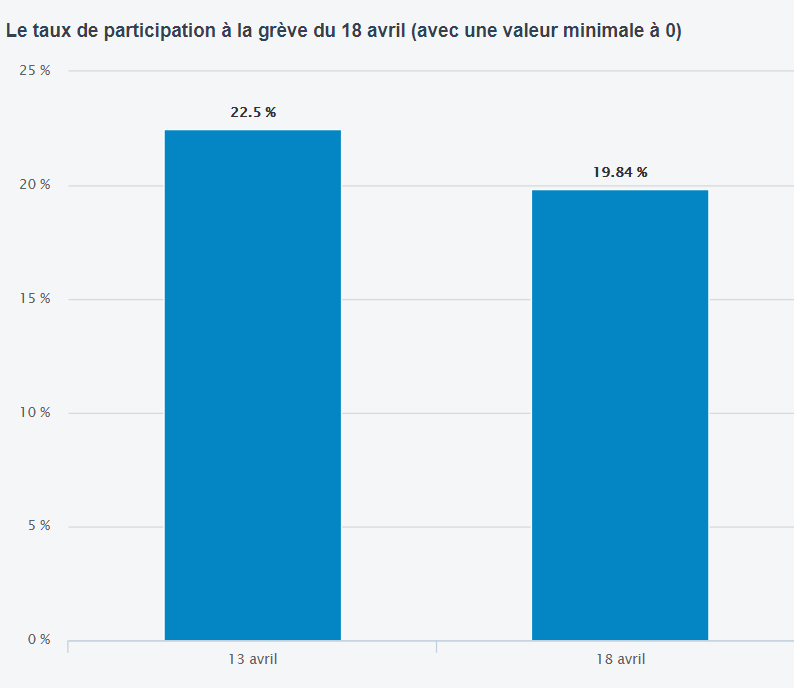 Le taux de participation à la grève du 18 avril (avec une valeur minimale à 0)
25 %
22.5 %
19.84 %
20 %
15 %
10 %
5 %
0 %
13 avril
18 avril